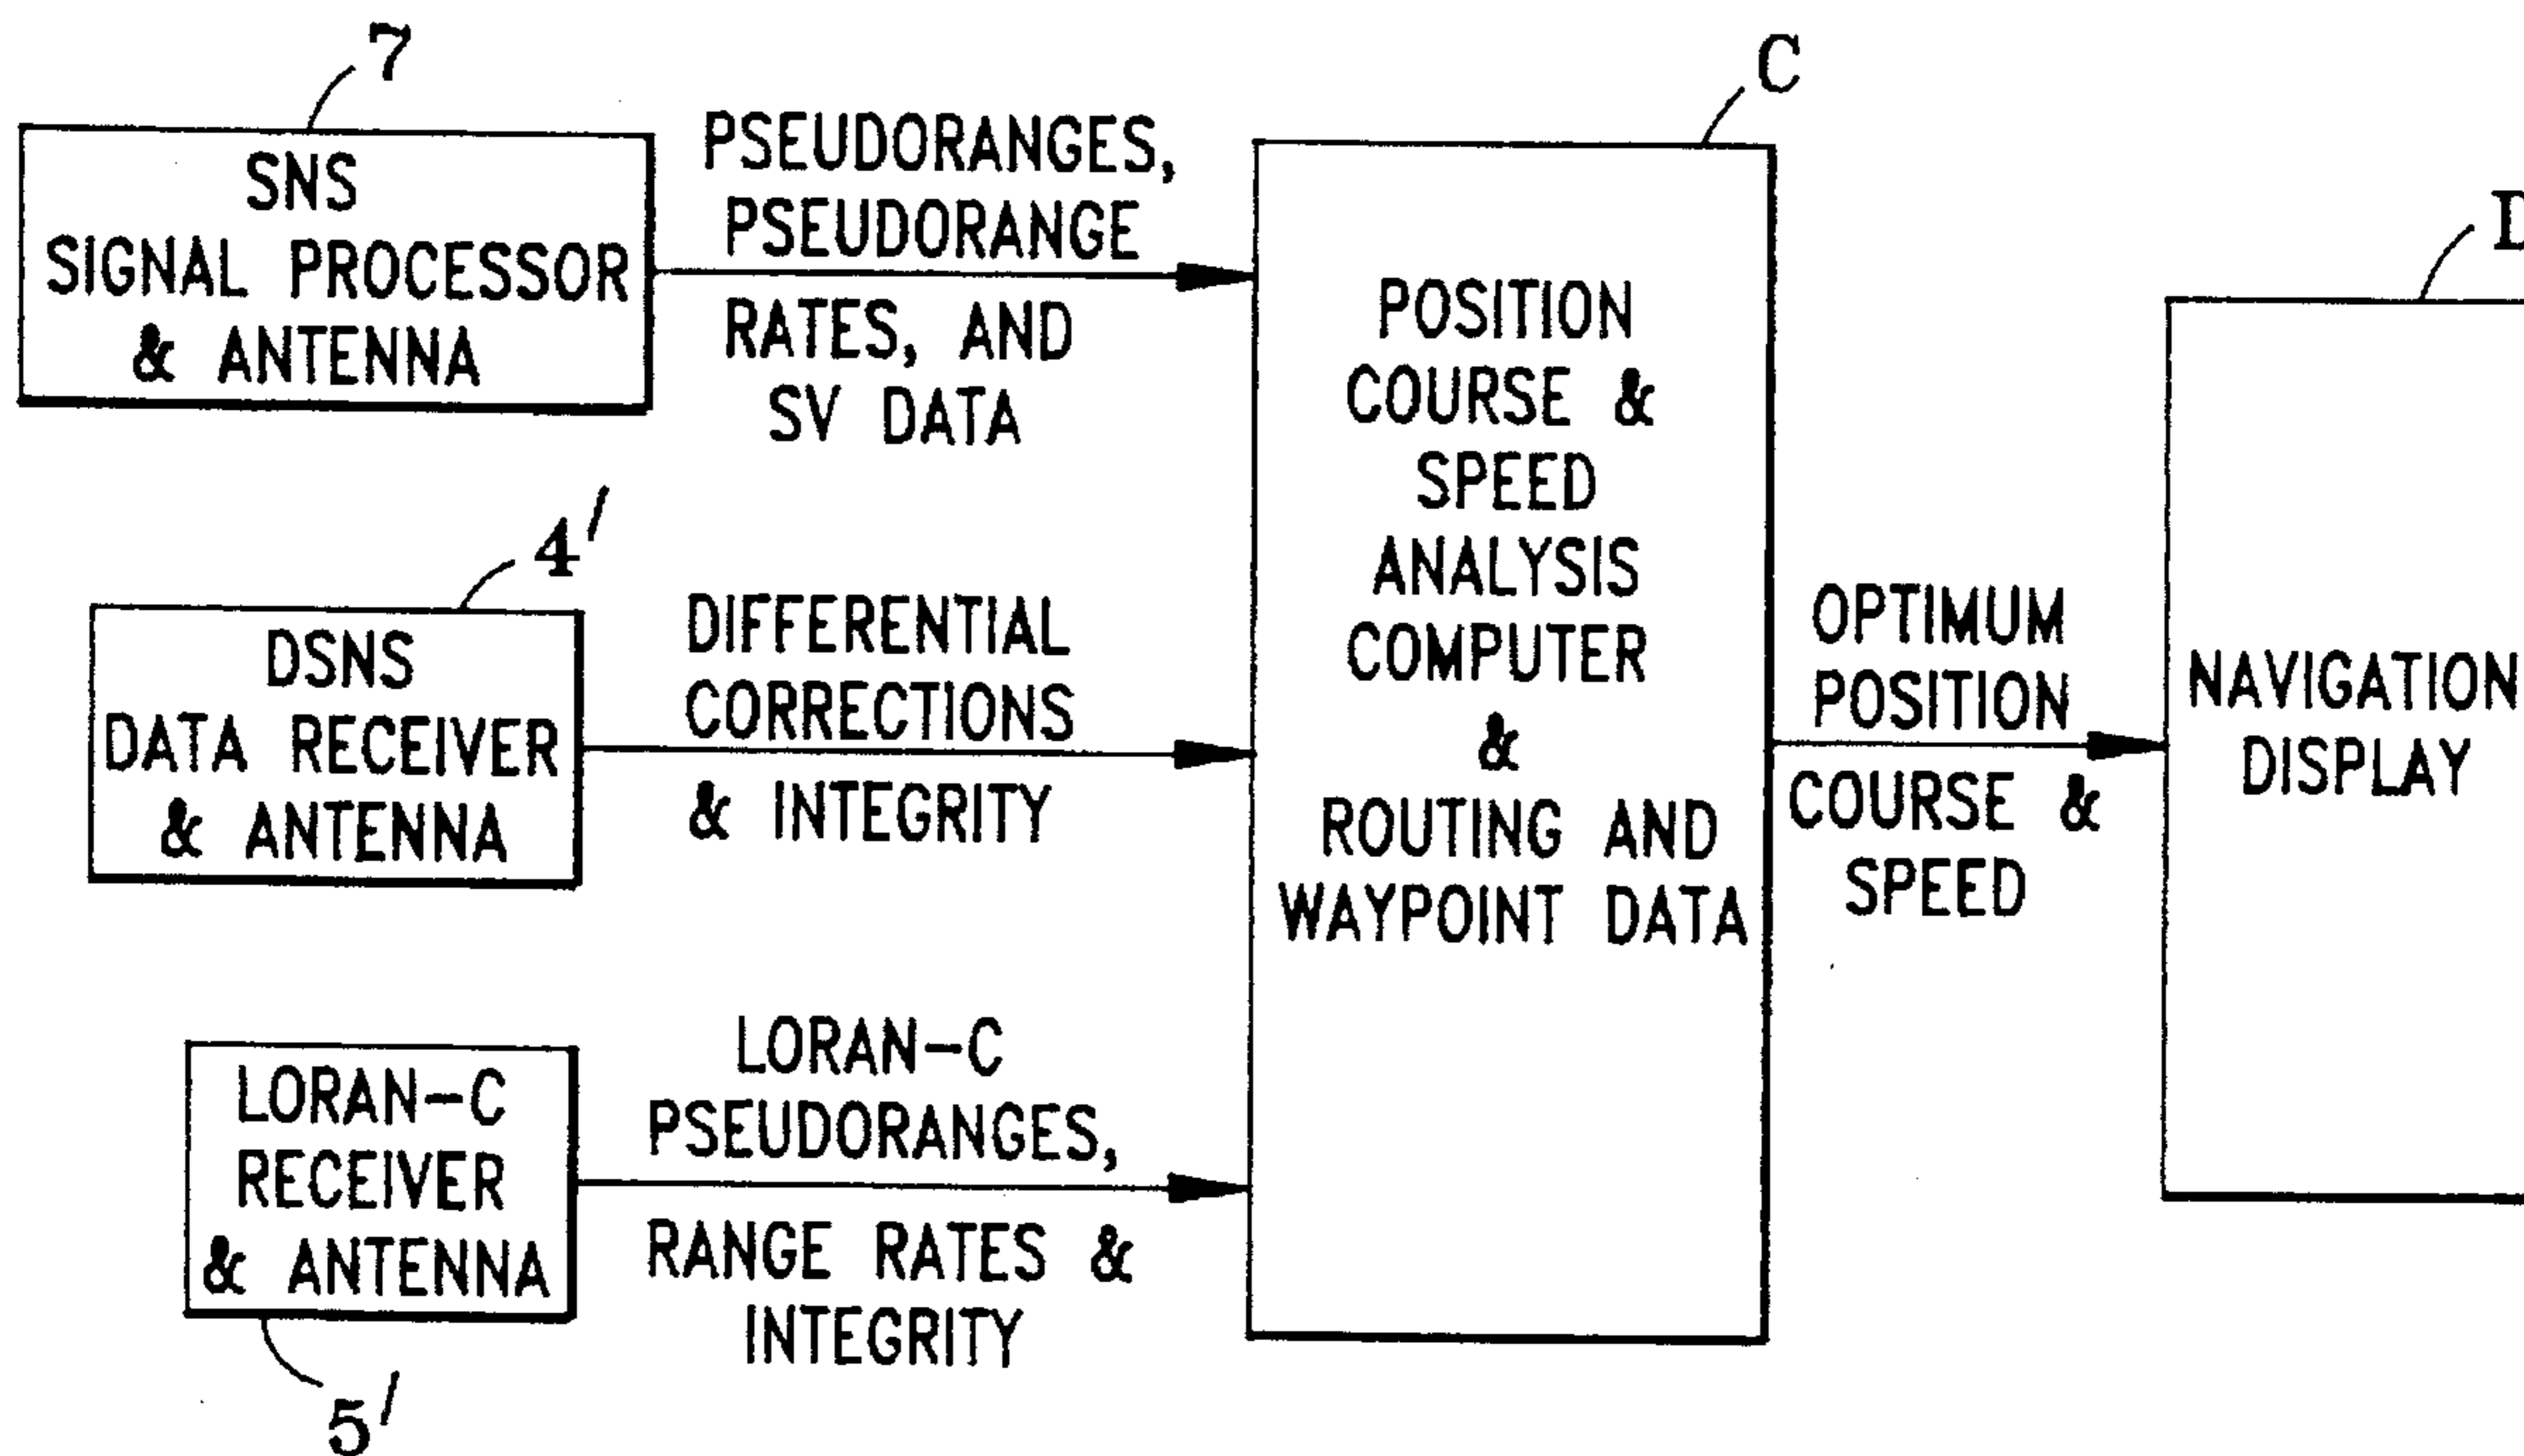 7
SNS
SIGNAL PROCESSOR
& ANTENNA
PSEUDORANGES,
PSEUDORANGE
RATES, AND
SV DATA
4'
DSNS
DATA RECEIVER
& ANTENNA
DIFFERENTIAL
CORRECTIONS
& INTEGRITY
LORAN-C
RECEIVER
& ANTENNA
5'
LORAN-C
PSEUDORANGES,
RANGE RATES &
INTEGRITY
C
POSITION
COURSE &
SPEED
ANALYSIS
COMPUTER
&
ROUTING AND
WAYPOINT DATA
OPTIMUM
POSITION
COURSE &
SPEED
D
NAVIGATION
DISPLAY